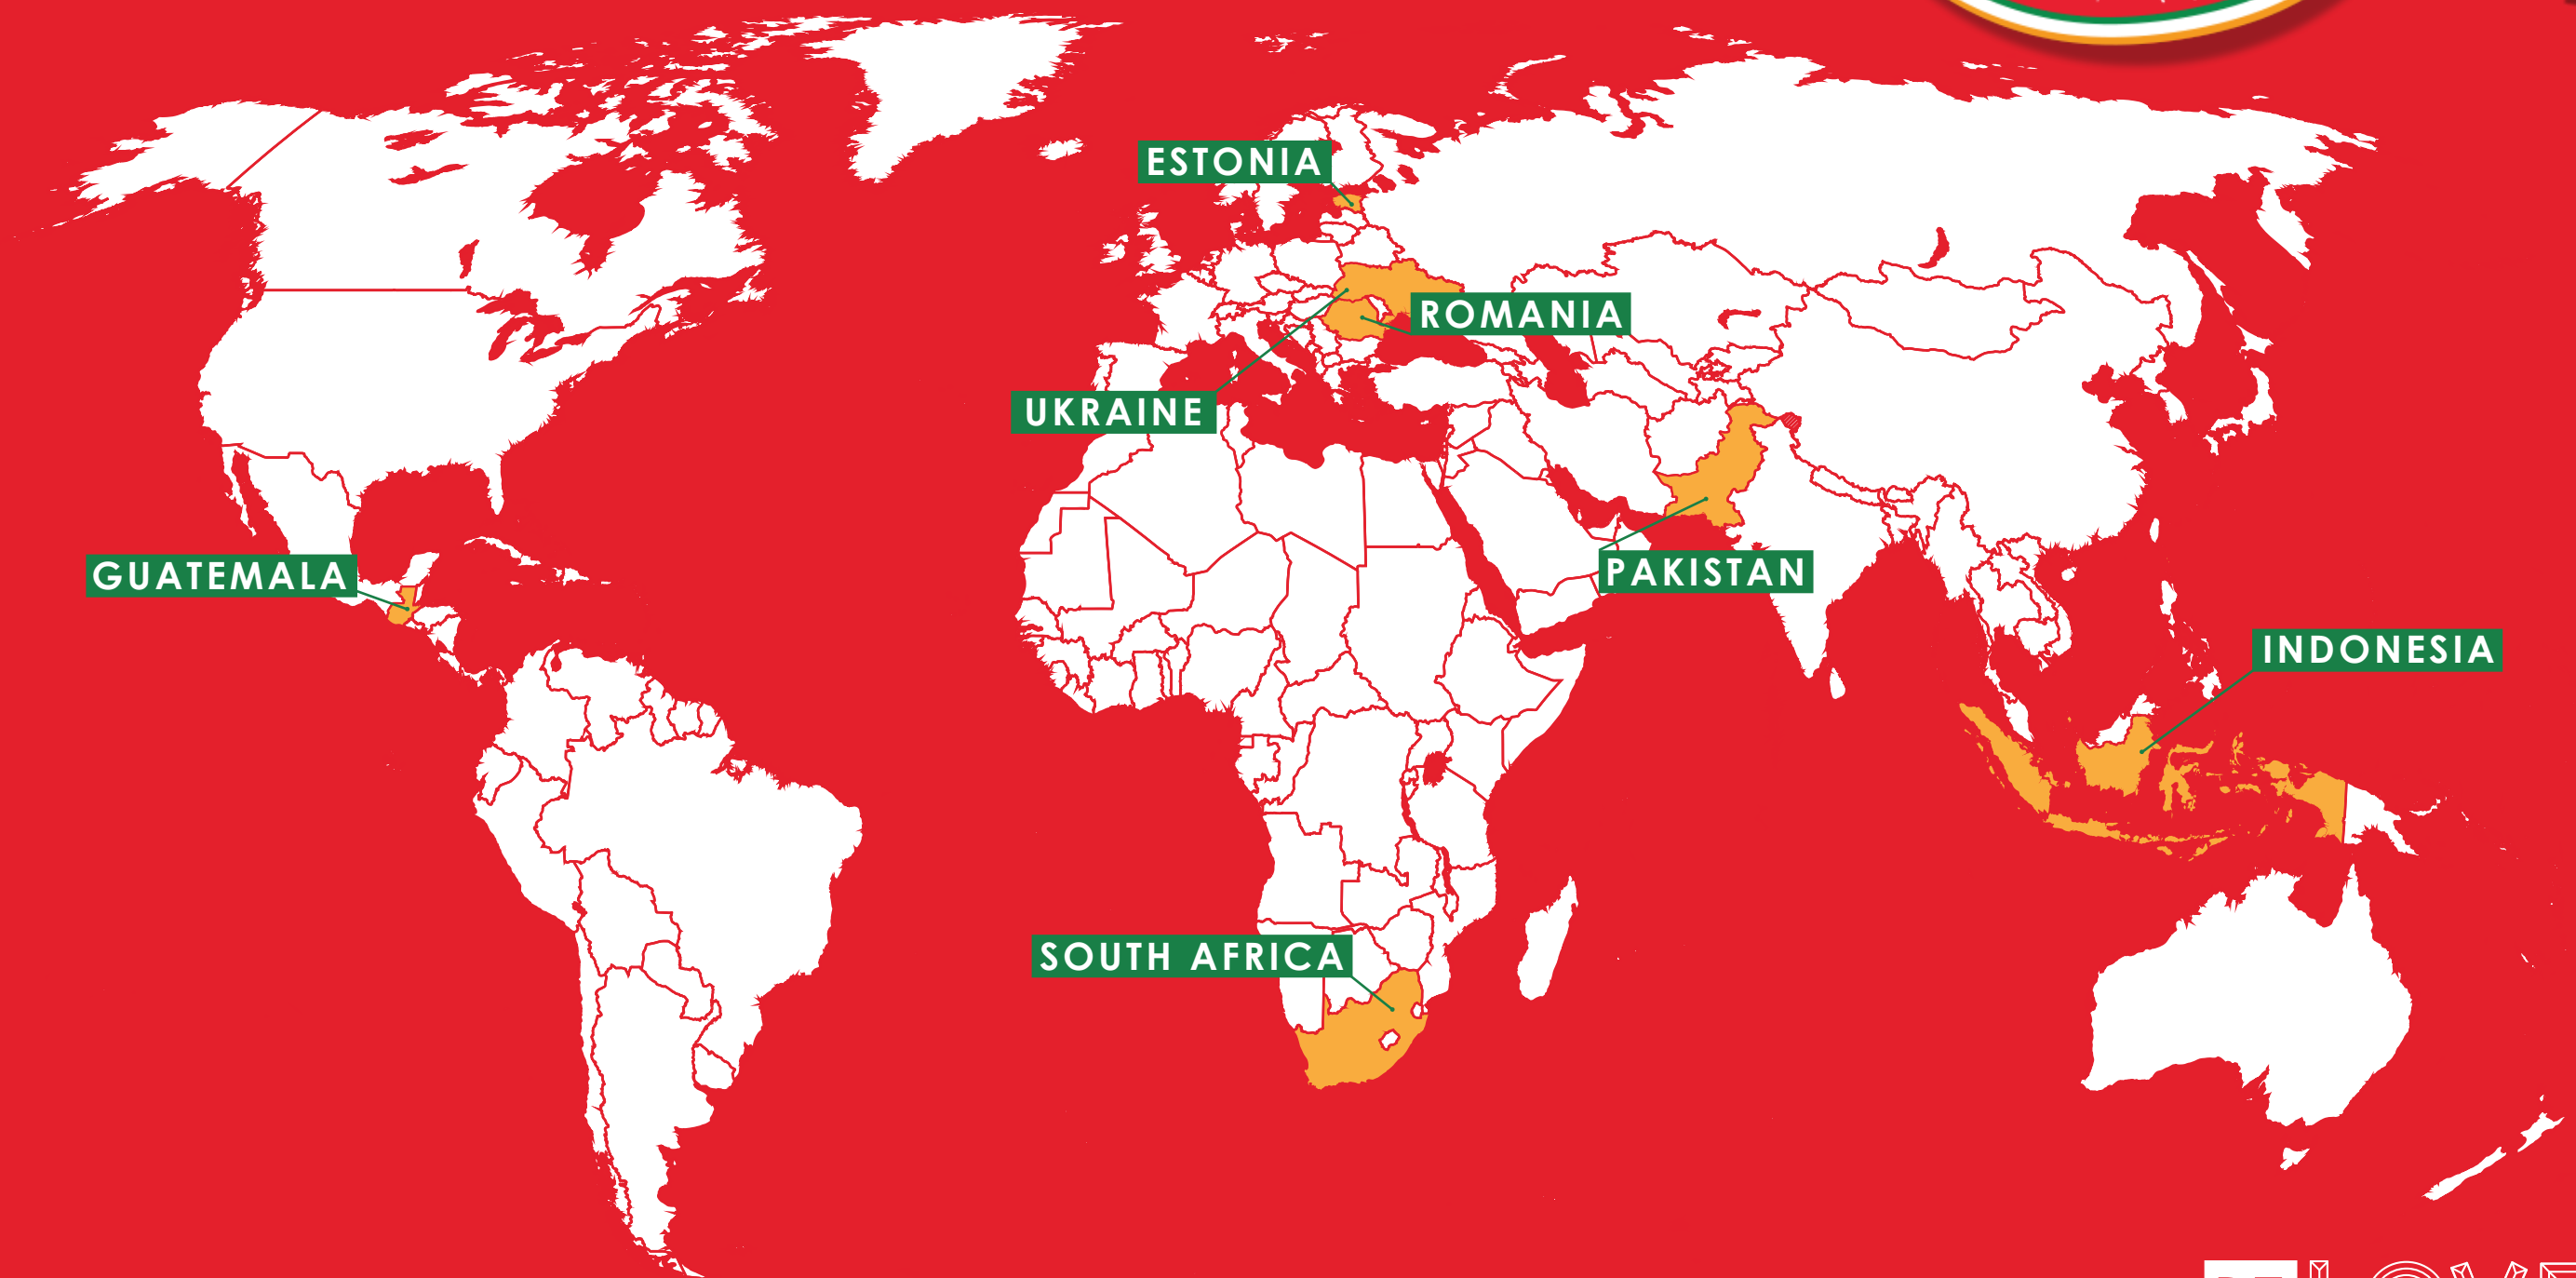 ESTONIA
ROMANIA
UKRAINE
GUATEMALA
PAKISTAN
INDONESIA
SOUTH AFRICA